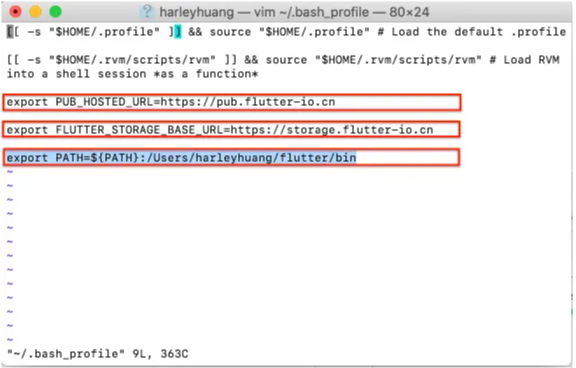 harleyhuang — vim ~/.bash_profile — 80×24
[[ -s "$HOME/.profile" ]] && source "$HOME/.profile" # Load the default .profile
[[ -s "$HOME/.rvm/scripts/rvm" ]] && source "$HOME/.rvm/scripts/rvm" # Load RVM
into a shell session *as a function*
export PUB_HOSTED_URL=https://pub.flutter-io.cn
export FLUTTER_STORAGE_BASE_URL=https://storage.flutter-io.cn
export PATH=${PATH}:/Users/harleyhuang/flutter/bin
~
~
~
~
~
~
~
~
~
~
~
~
~
"~/.bash_profile" 9L, 363C